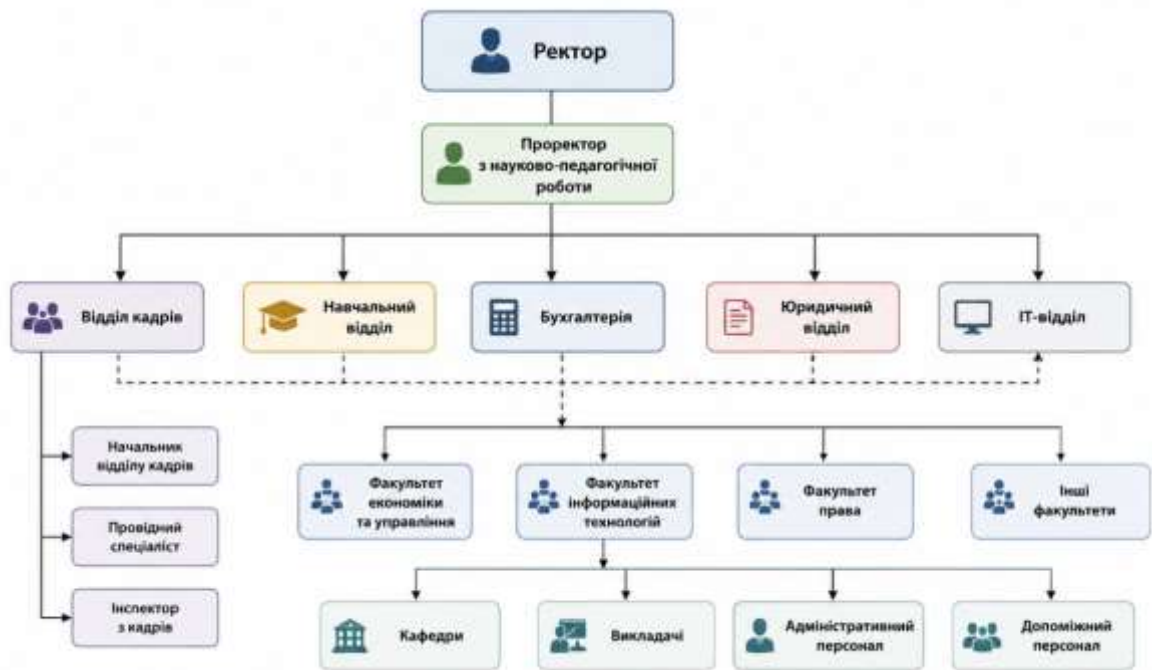 Ректор
Проректор
з науково-педагогічної
роботи
Відділ кадрів
Навчальний
відділ
Бухгалтерія
Юридичний
відділ
ІТ-відділ
Начальник
відділу кадрів
Провідний
спеціаліст
Інспектор
з кадрів
Факультет
економіки
та управління
Факультет
інформаційних
технологій
Факультет
права
Інші
факультети
Кафедри
Викладачі
Адміністративний
персонал
Допоміжний
персонал